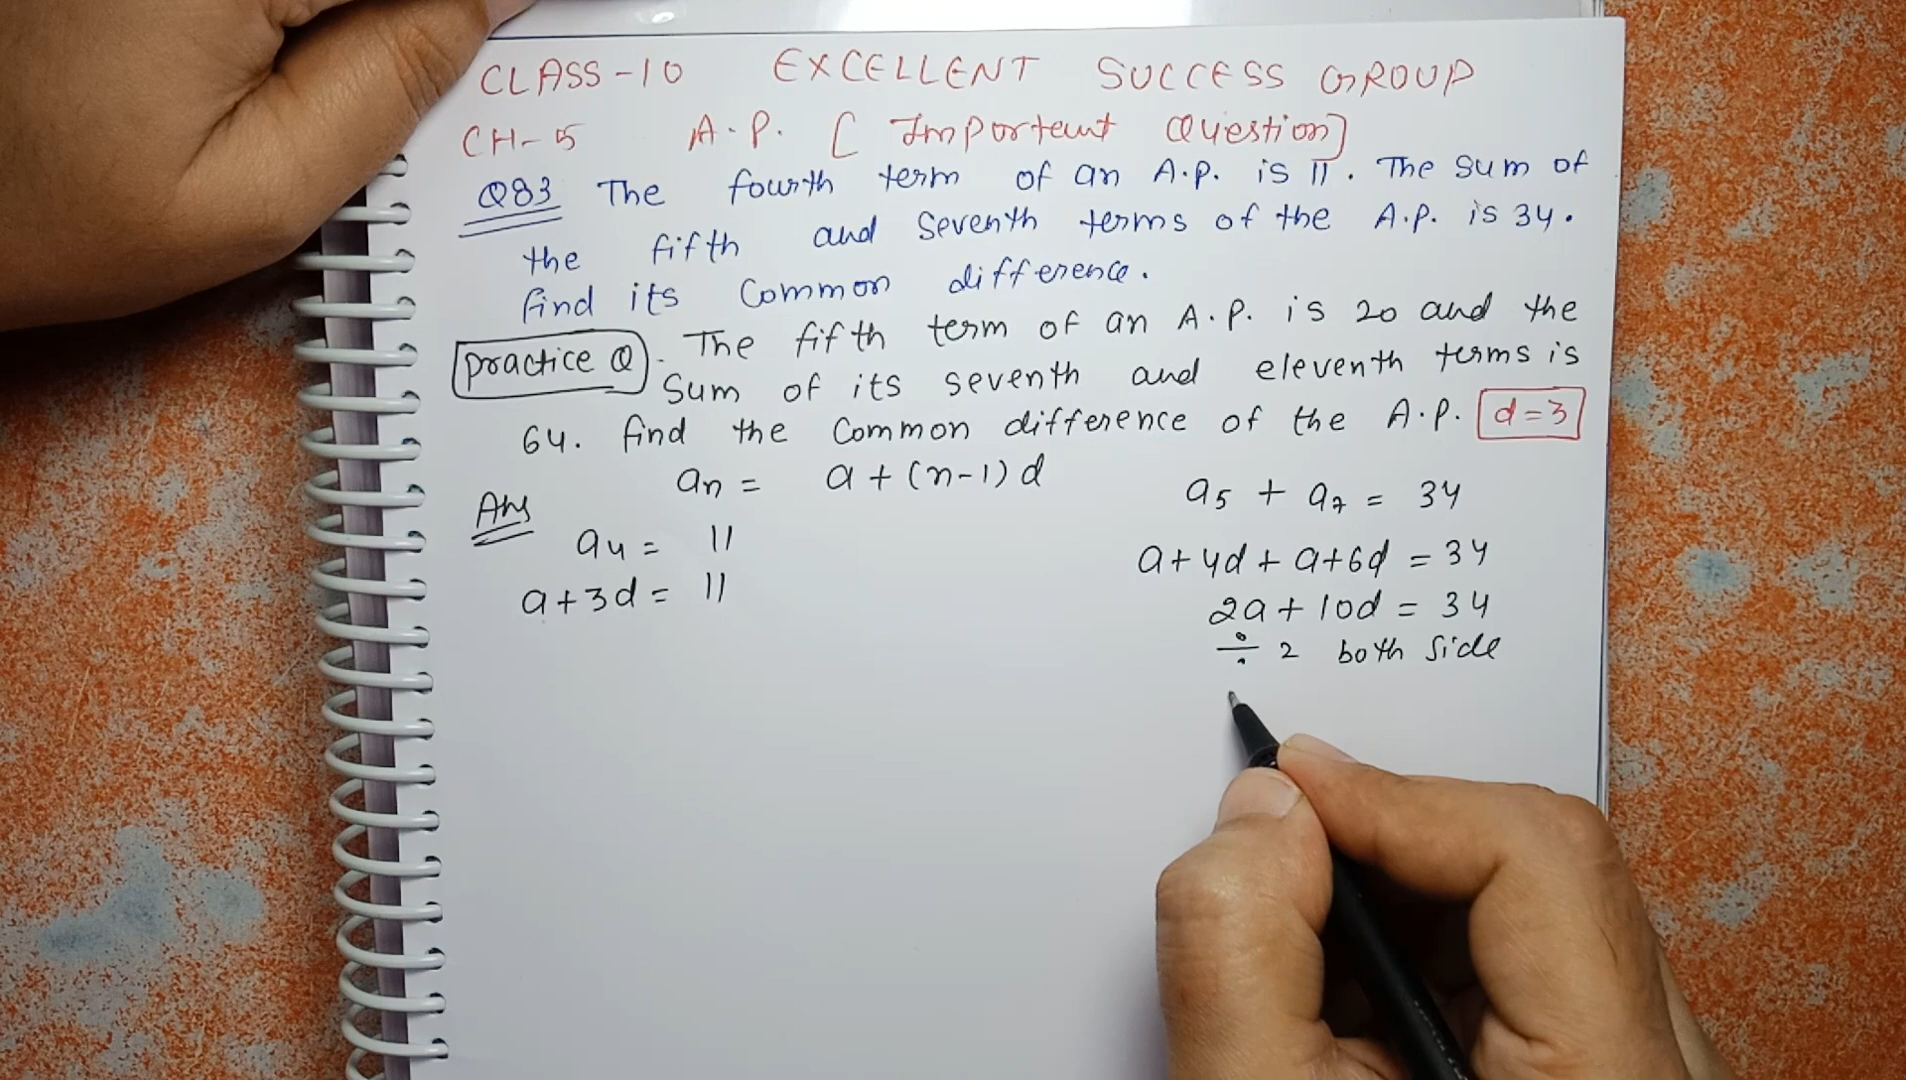 CLASS-10 EXCELLENT SUCCESS GROUP
CH-5 A.P. [Important Question]
Q83 The fourth term of an A.P. is 11. The sum of
the fifth and seventh terms of the A.P. is 34.
find its common difference.
Practice Q. The fifth term of an A.P. is 20 and the
sum of its seventh and eleventh terms is
64. find the common difference of the A.P. d=3
an = a+(n-1)d
Ans
a4 = 11
a+3d = 11
a5 + a7 = 34
a+4d+a+6d = 34
2a+10d = 34
÷ 2 both side